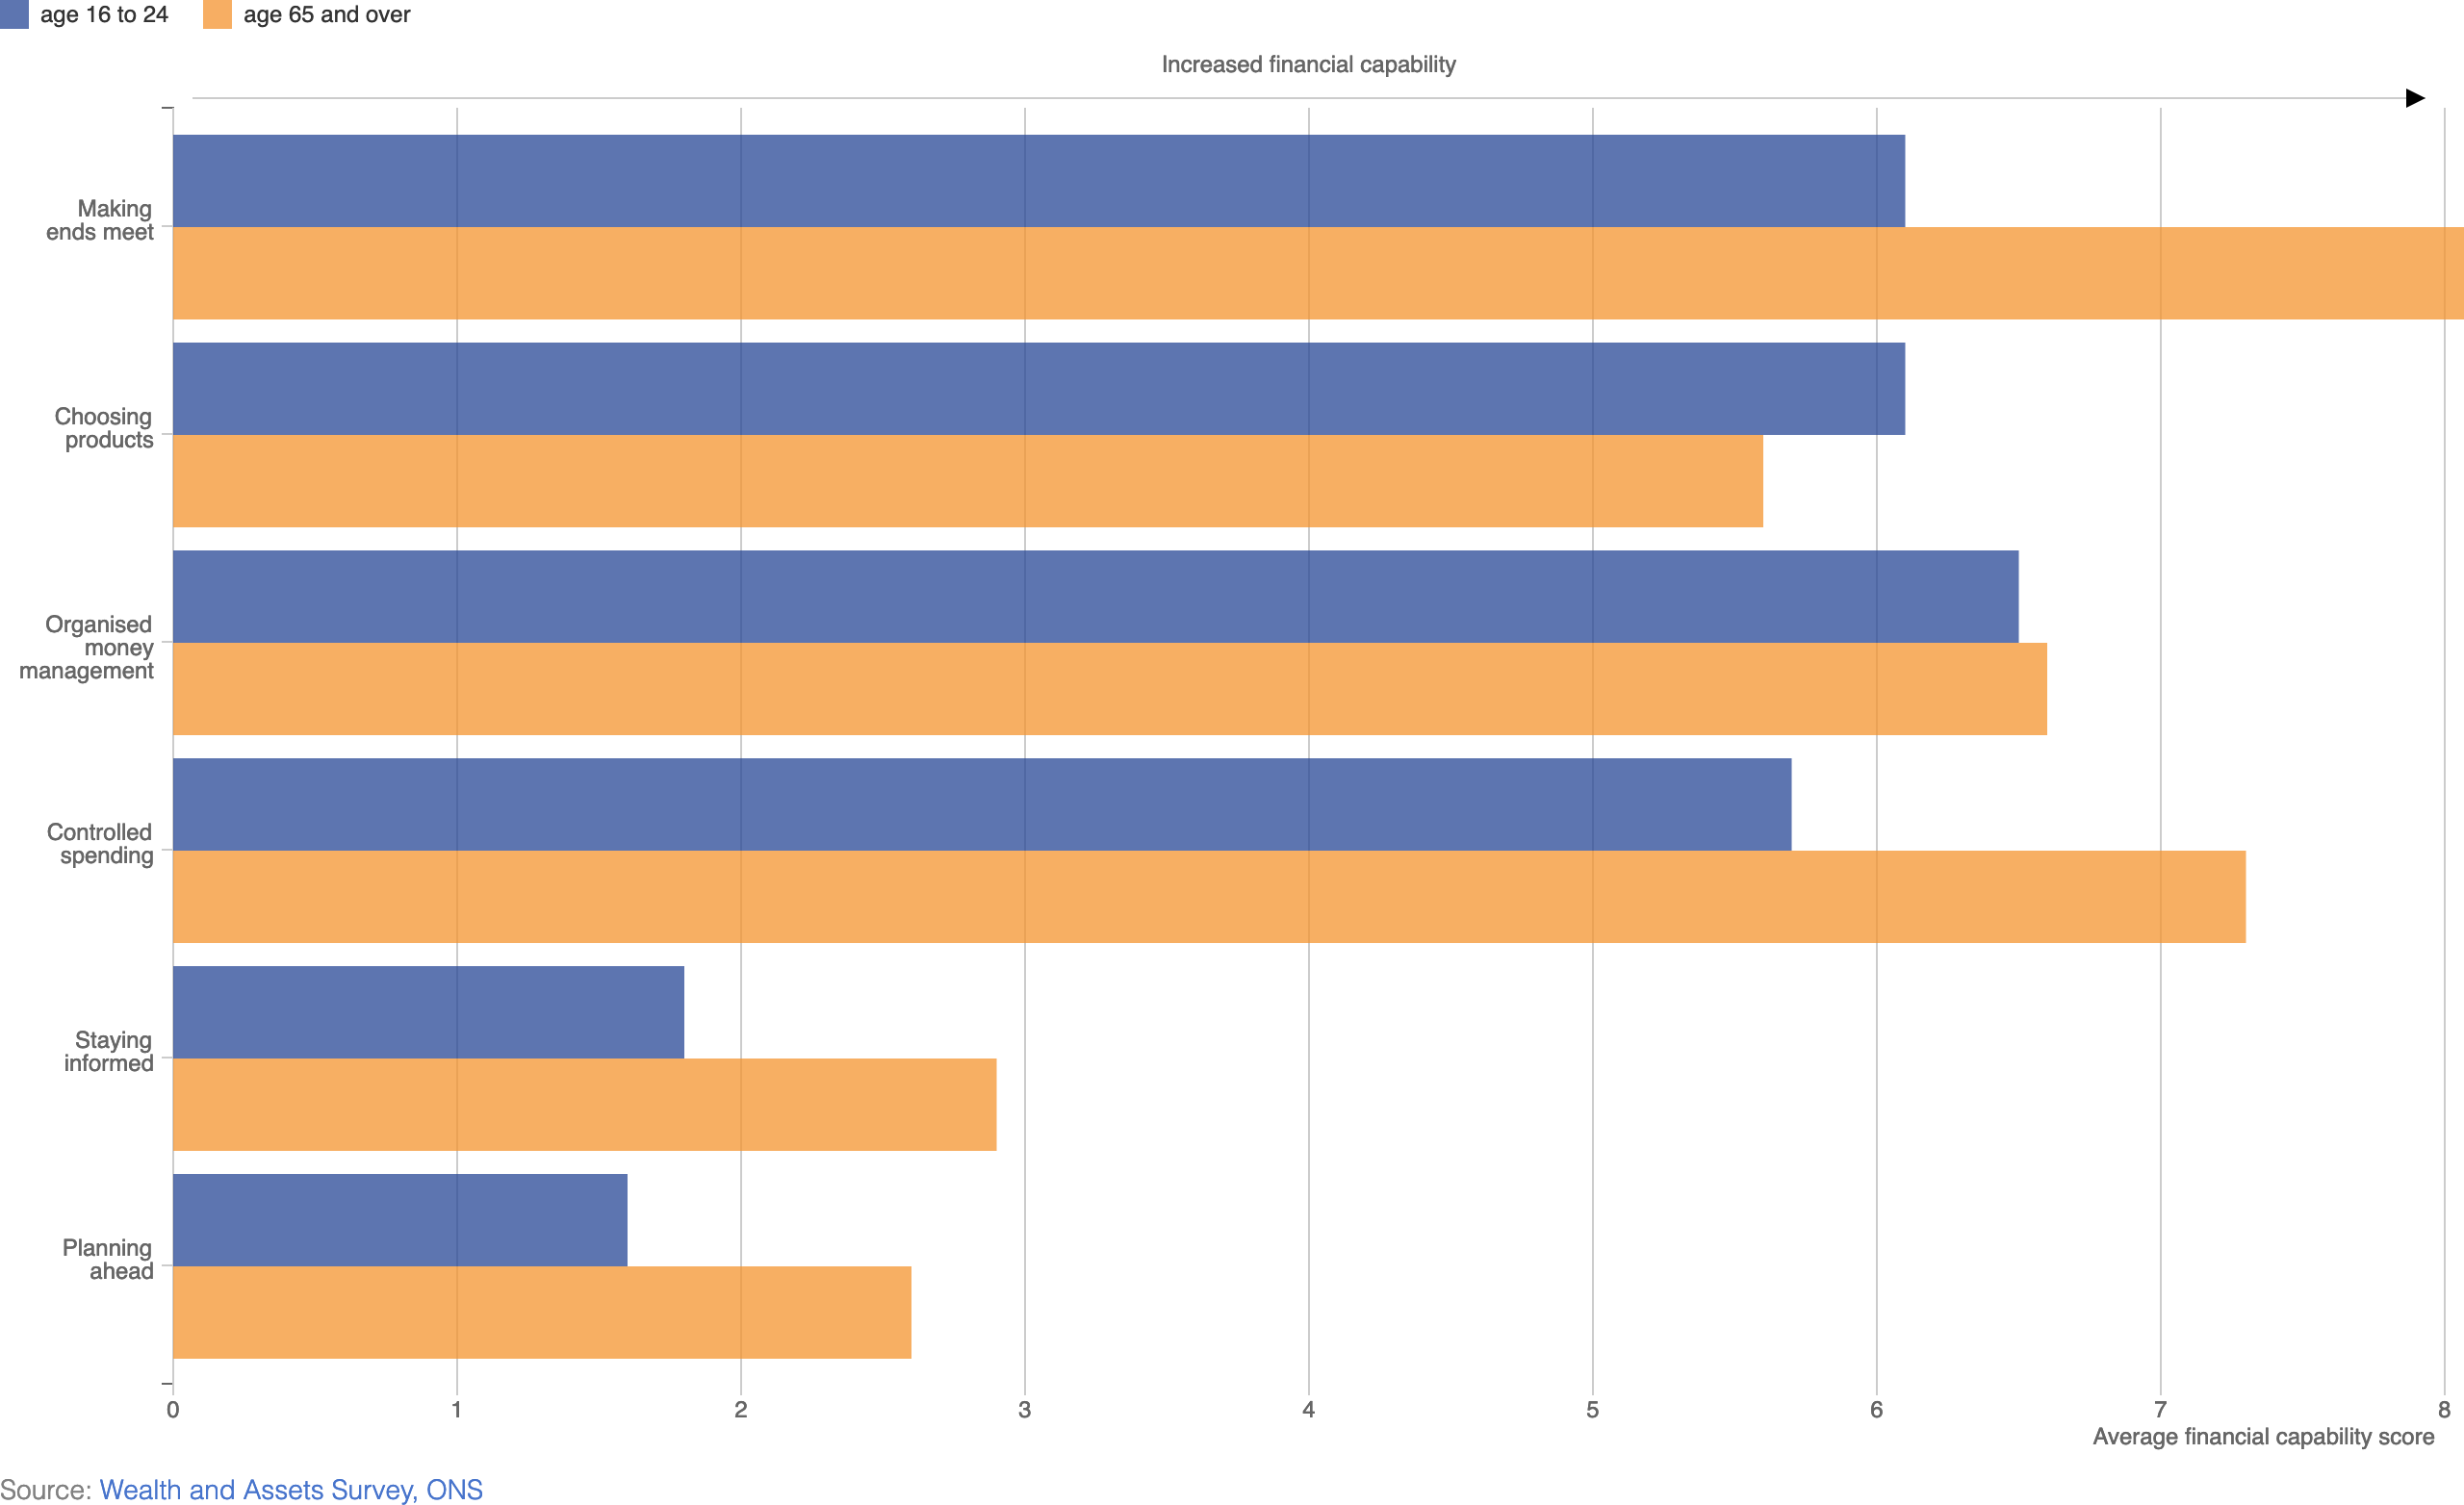 age 16 to 24 age 65 and over
Increased financial capability
Making
ends meet
Choosing
products
Organised
money
management
Controlled
spending
Staying
informed
Planning
ahead
0 1 2 3 4 5 6 7 8
Average financial capability score
Source: Wealth and Assets Survey, ONS